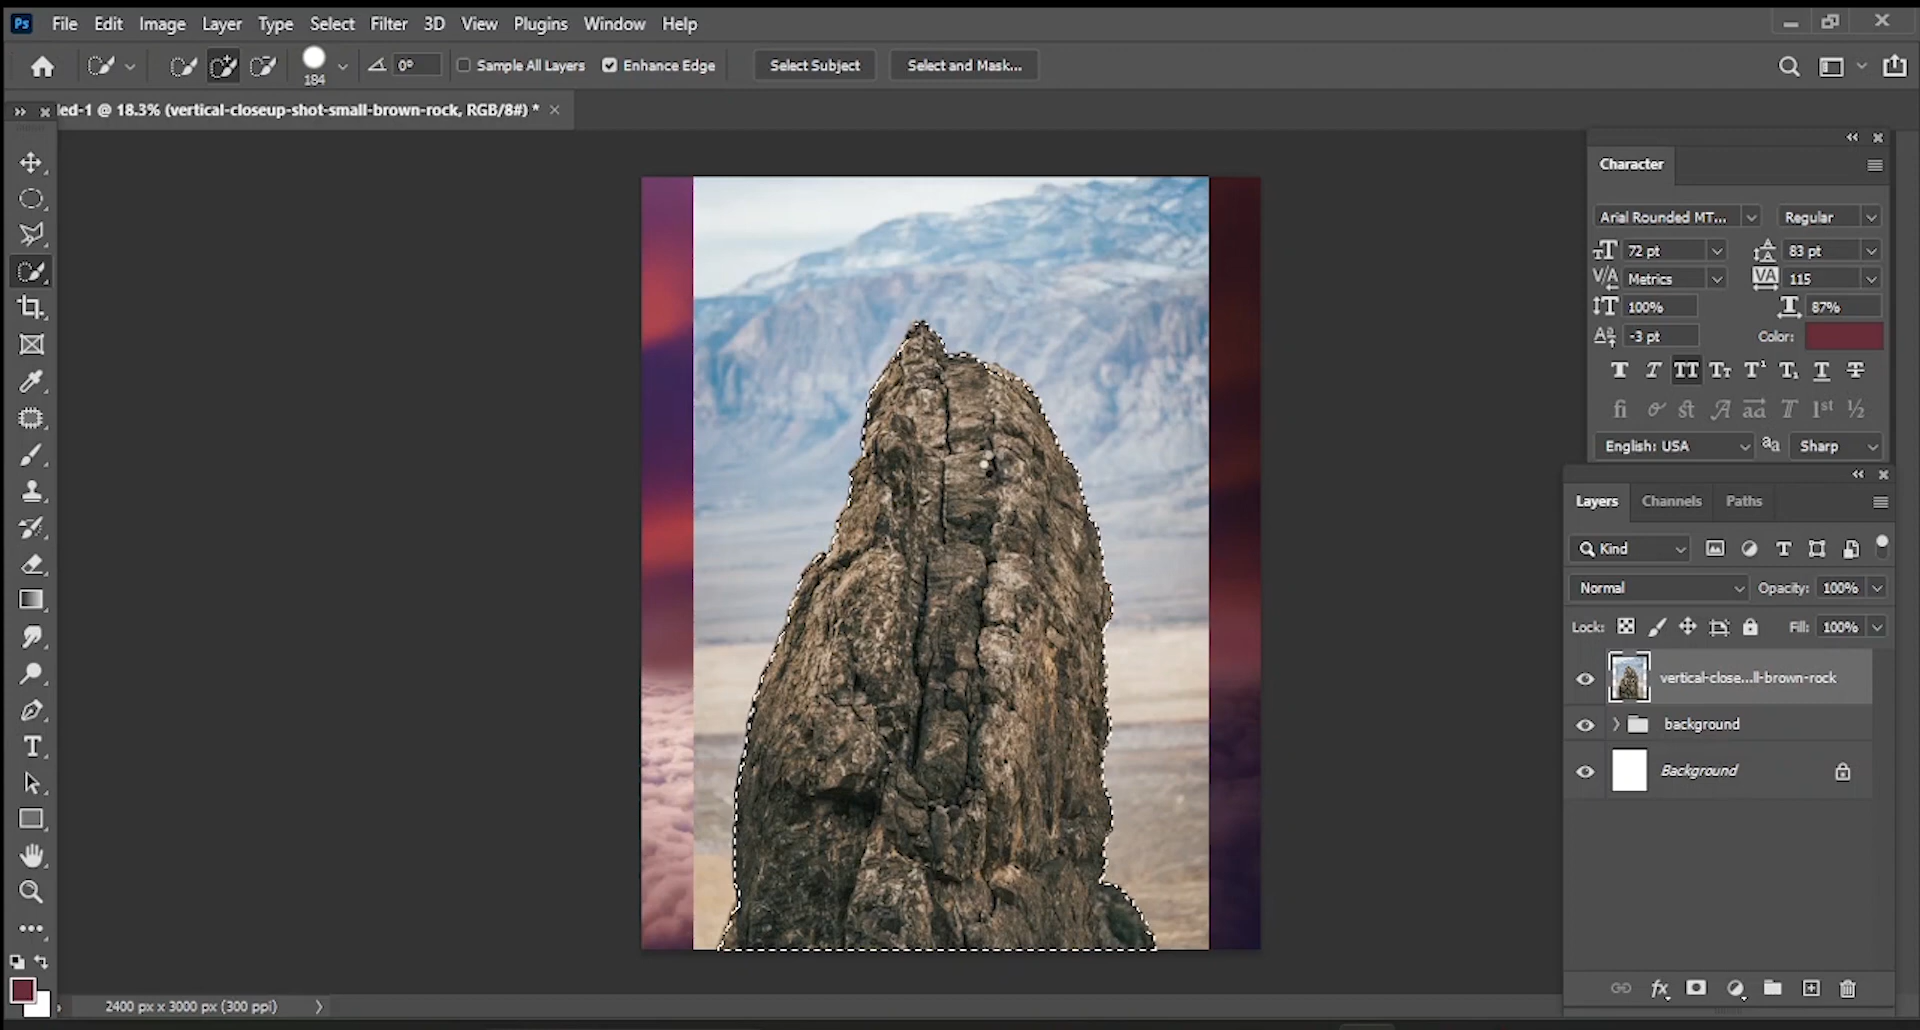 Ps File Edit Image Layer Select Filter 3D View Plugins Window Help
184 0° Sample All Layers Enhance Edge Select Subject Select and Mask...
led-1 @ 18.3% (vertical-closeup-shot-small-brown-rock, RGB/8#) *
Character
Arial Rounded MT... Regular
72 pt 83 pt
Metrics 115
100% 87%
-3 pt Color:
English: USA Sharp
Layers Channels Paths
Kind
Normal Opacity: 100%
Lock: Fill: 100%
vertical-close...ll-brown-rock
background
Background
2400 px x 3000 px (300 ppi)